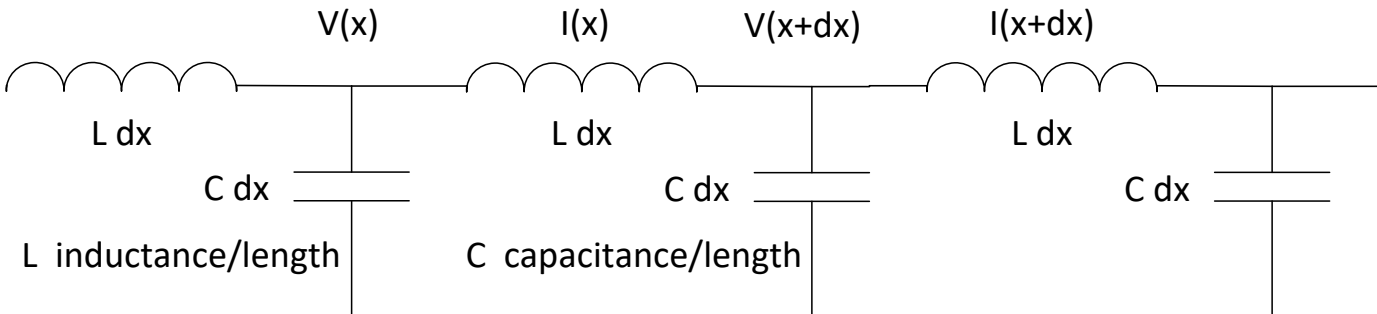 V(x) I(x) V(x+dx) I(x+dx)
L dx L dx L dx
C dx C dx C dx
L inductance/length C capacitance/length